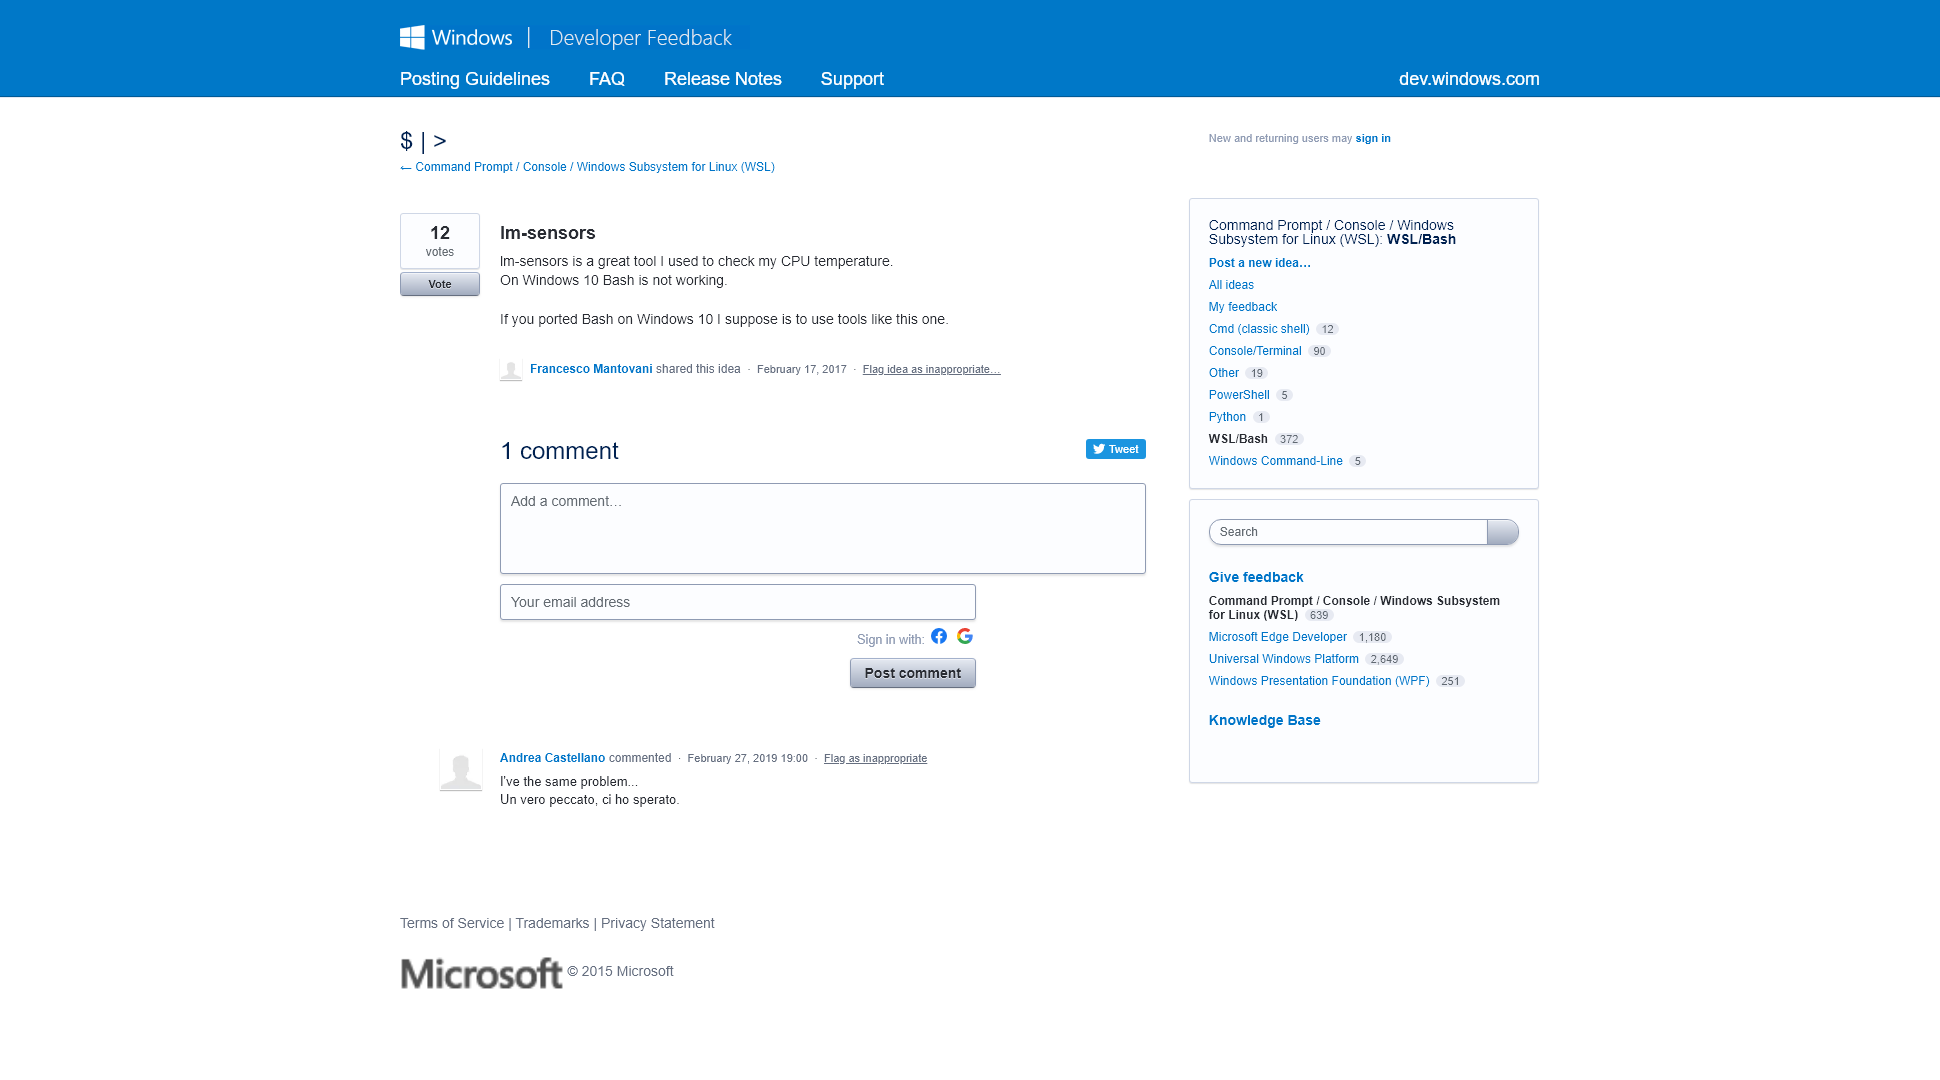 Windows | Developer Feedback
Posting Guidelines FAQ Release Notes Support dev.windows.com
$ | >
← Command Prompt / Console / Windows Subsystem for Linux (WSL)
12
votes
Vote
lm-sensors
lm-sensors is a great tool I used to check my CPU temperature.
On Windows 10 Bash is not working.
If you ported Bash on Windows 10 I suppose is to use tools like this one.
Francesco Mantovani shared this idea · February 17, 2017 · Flag idea as inappropriate…
1 comment
Tweet
Add a comment…
Your email address
Sign in with:
Post comment
Andrea Castellano commented · February 27, 2019 19:00 · Flag as inappropriate
I've the same problem...
Un vero peccato, ci ho sperato.
New and returning users may sign in
Command Prompt / Console / Windows
Subsystem for Linux (WSL): WSL/Bash
Post a new idea…
All ideas
My feedback
Cmd (classic shell) 12
Console/Terminal 90
Other 19
PowerShell 5
Python 1
WSL/Bash 372
Windows Command-Line 5
Search
Give feedback
Command Prompt / Console / Windows Subsystem
for Linux (WSL) 639
Microsoft Edge Developer 1,180
Universal Windows Platform 2,649
Windows Presentation Foundation (WPF) 251
Knowledge Base
Terms of Service | Trademarks | Privacy Statement
Microsoft © 2015 Microsoft